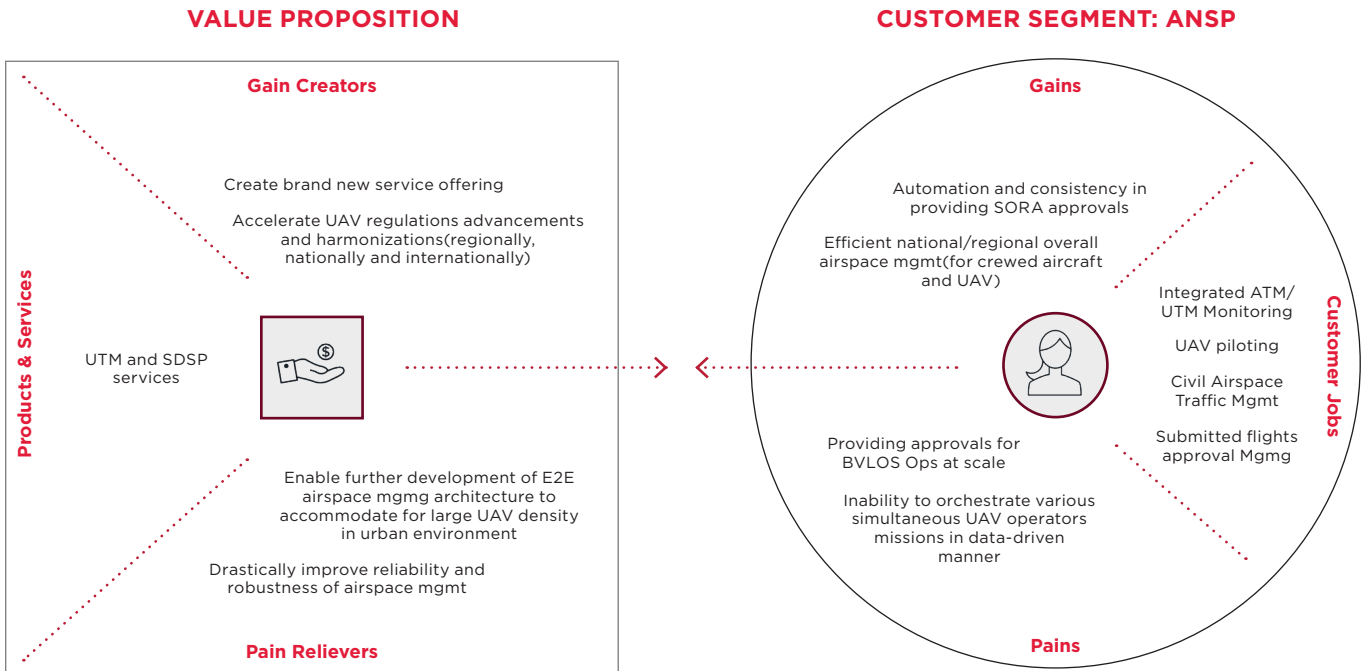 VALUE PROPOSITION
Gain Creators
Create brand new service offering
Accelerate UAV regulations advancements
and harmonizations(regionally,
nationally and internationally)
Products & Services
UTM and SDSP
services
$
Enable further development of E2E
airspace mgmg architecture to
accommodate for large UAV density
in urban environment
Drastically improve reliability and
robustness of airspace mgmt
Pain Relievers
CUSTOMER SEGMENT: ANSP
Gains
Automation and consistency in
providing SORA approvals
Efficient national/regional overall
airspace mgmt(for crewed aircraft
and UAV)
Integrated ATM/
UTM Monitoring
UAV piloting
Civil Airspace
Traffic Mgmt
Submitted flights
approval Mgmg
Customer Jobs
Providing approvals for
BVLOS Ops at scale
Inability to orchestrate various
simultaneous UAV operators
missions in data-driven
manner
Pains